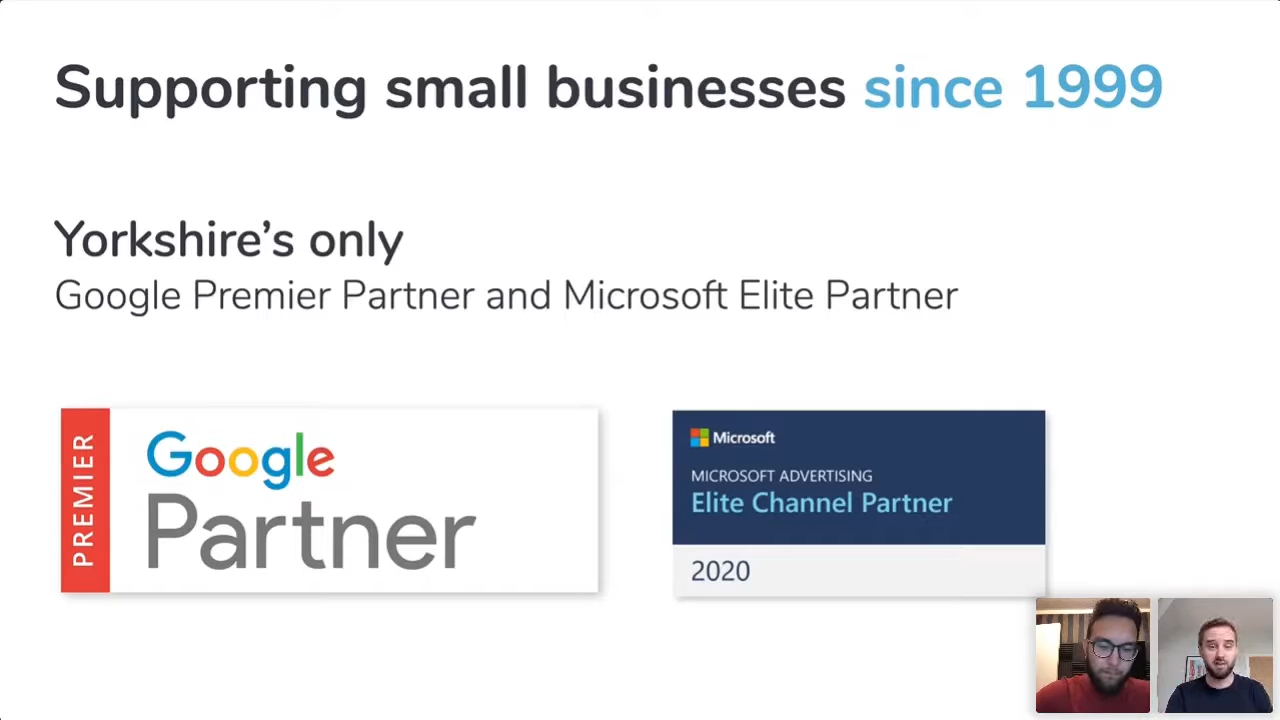 Supporting small businesses since 1999
Yorkshire’s only
Google Premier Partner and Microsoft Elite Partner
PREMIER
Google
Partner
Microsoft
MICROSOFT ADVERTISING
Elite Channel Partner
2020